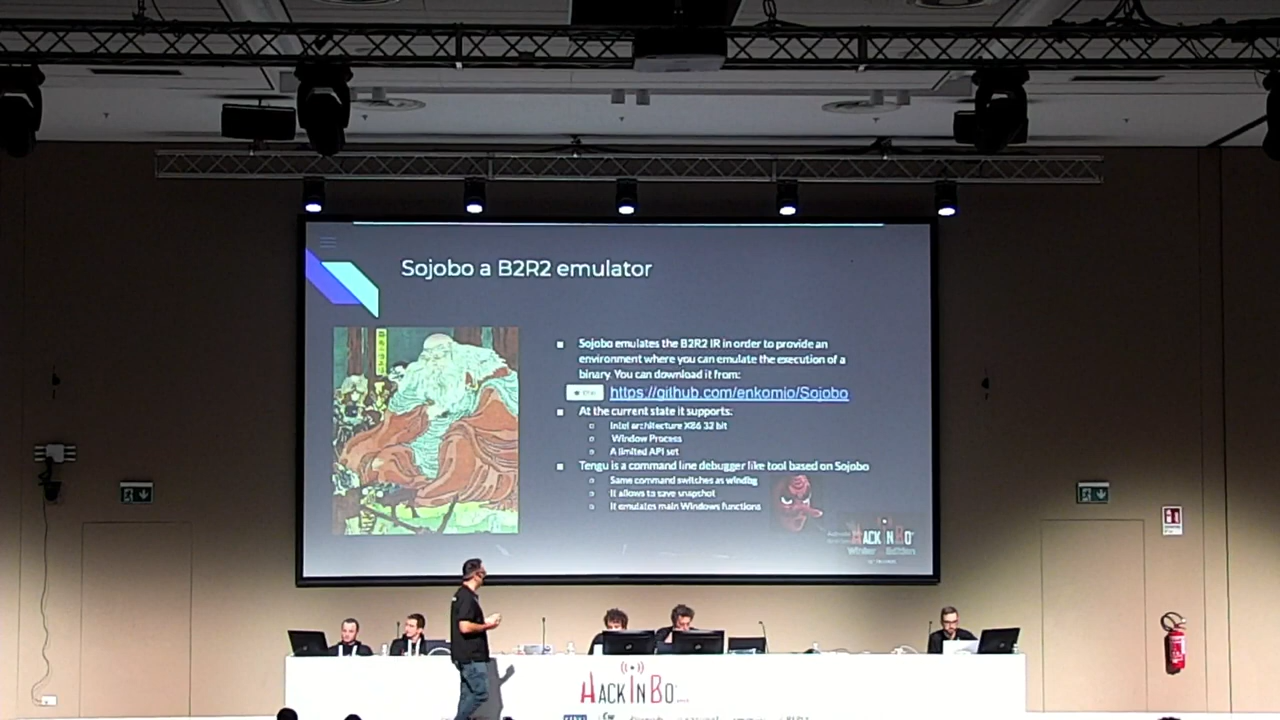 Sojobo a B2R2 emulator
Sojobo emulates the B2R2 IR in order to provide an
environment where you can emulate the execution of a
binary. You can download it from:
https://github.com/enkomio/Sojobo
At the current state it supports:
Intel architecture X86 32 bit
Window Process
A limited API set
Tengu is a command line debugger like tool based on Sojobo
Same command switches as windbg
It allows to save snapshot
It emulates main Windows functions
HACKINBO
Winter Edition
HACKINBO